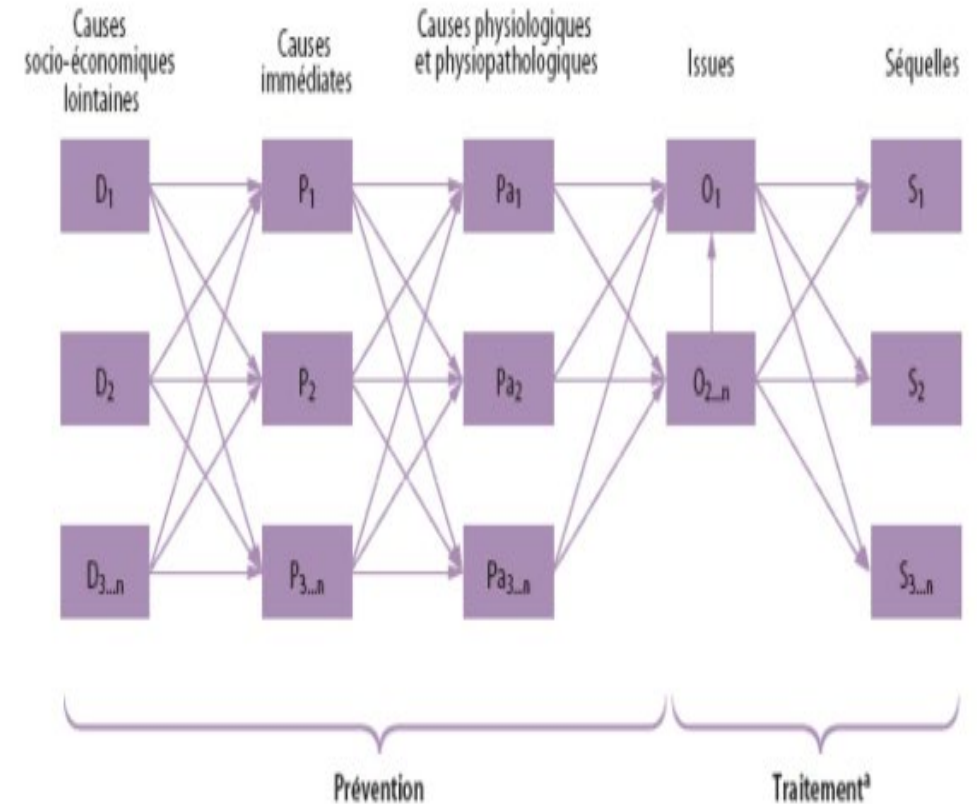 Causes
socio-économiques
lointaines
Causes
immédiates
Causes physiologiques
et physiopathologiques
Issues
Séquelles
D₁
P₁
Pa₁
O₁
S₁
D₂
P₂
Pa₂
O₂...n
S₂
D₃...n
P₃...n
Pa₃...n
S₃...n
Prévention
Traitementª